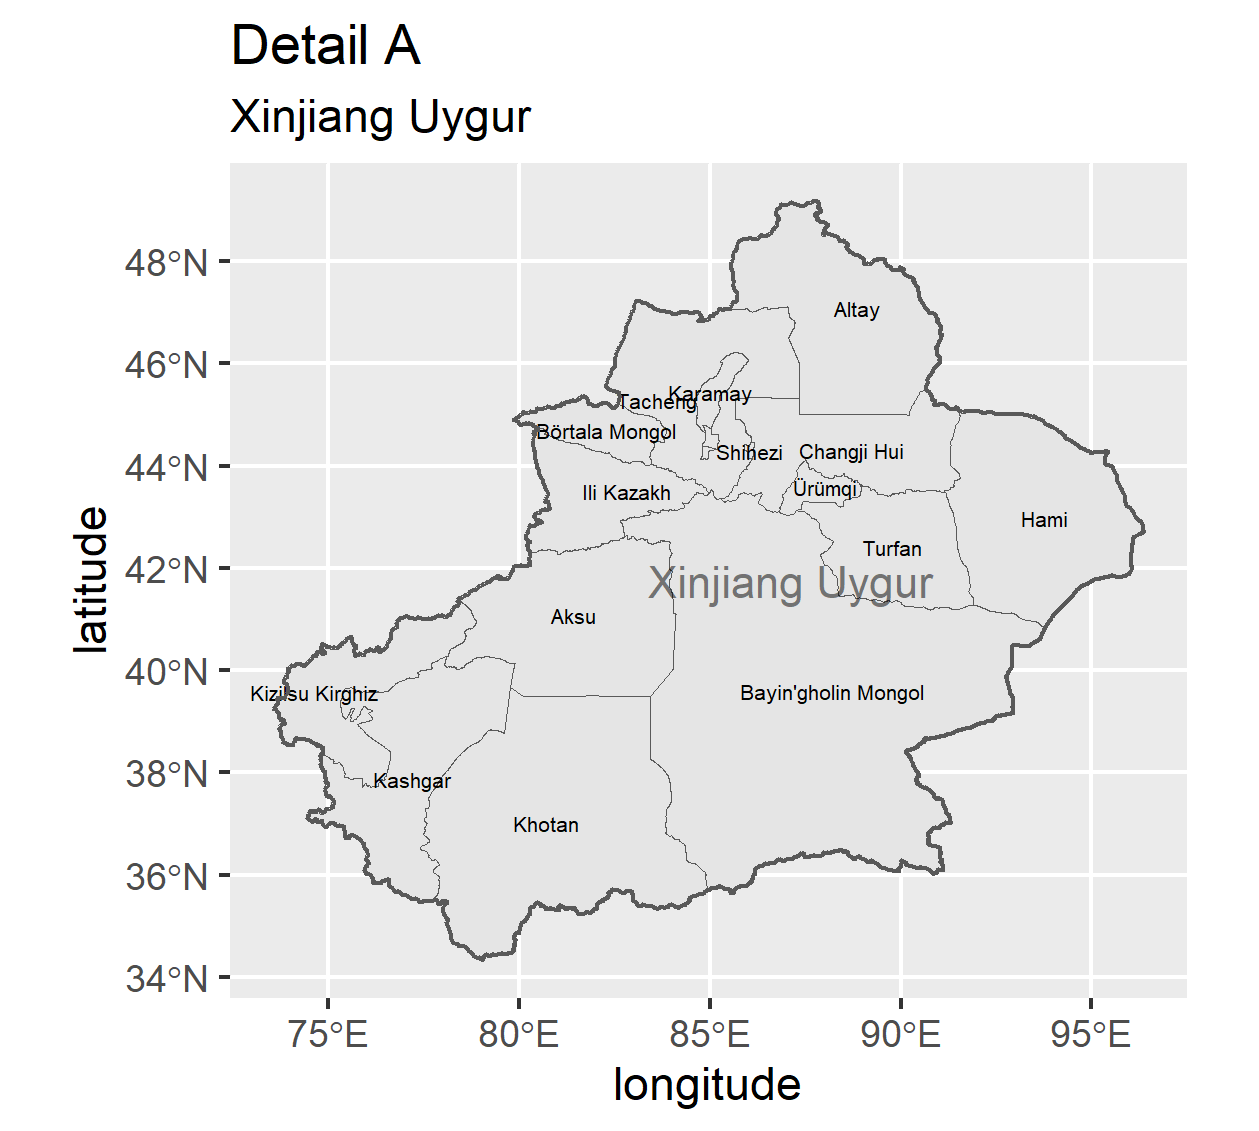 Detail A
Xinjiang Uygur
48°N
46°N
44°N
42°N
40°N
38°N
36°N
34°N
latitude
Altay
Karamay
Tacheng
Börtala Mongol
Shihezi
Changji Hui
Ürümqi
Ili Kazakh
Hami
Turfan
Xinjiang Uygur
Aksu
Kizilsu Kirghiz
Bayin'gholin Mongol
Kashgar
Khotan
75°E
80°E
85°E
90°E
95°E
longitude